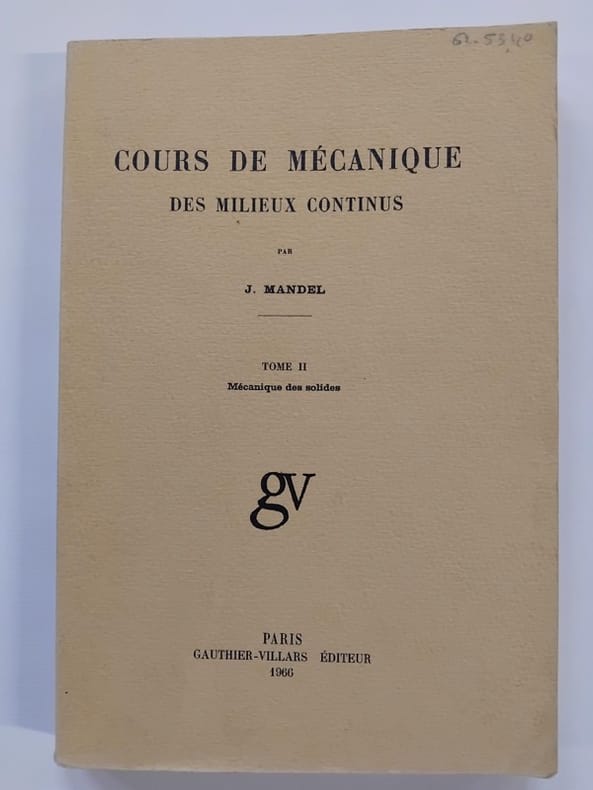 COURS DE MÉCANIQUE
DES MILIEUX CONTINUS
PAR
J. MANDEL
TOME II
Mécanique des solides
gv
PARIS
GAUTHIER-VILLARS ÉDITEUR
1966